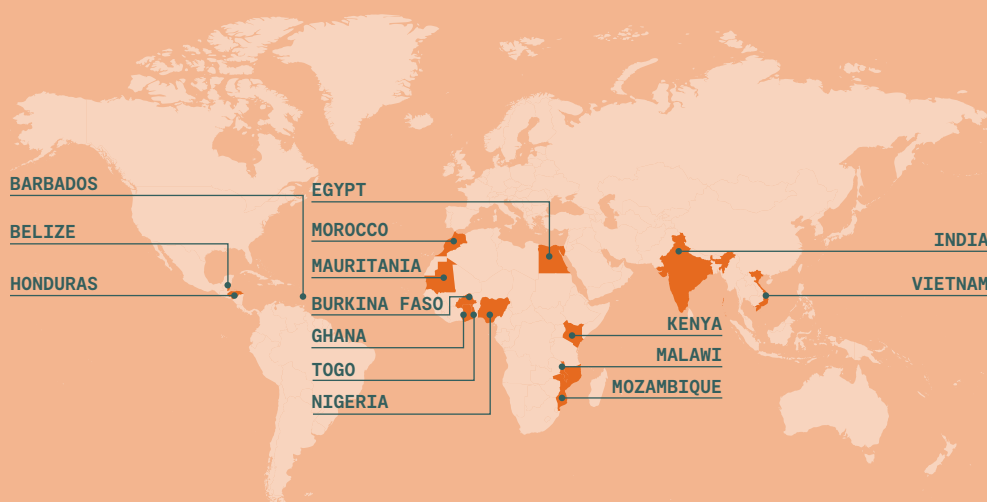 BARBADOS
BELIZE
HONDURAS
EGYPT
MOROCCO
MAURITANIA
BURKINA FASO
GHANA
TOGO
NIGERIA
INDIA
VIETNAM
KENYA
MALAWI
MOZAMBIQUE